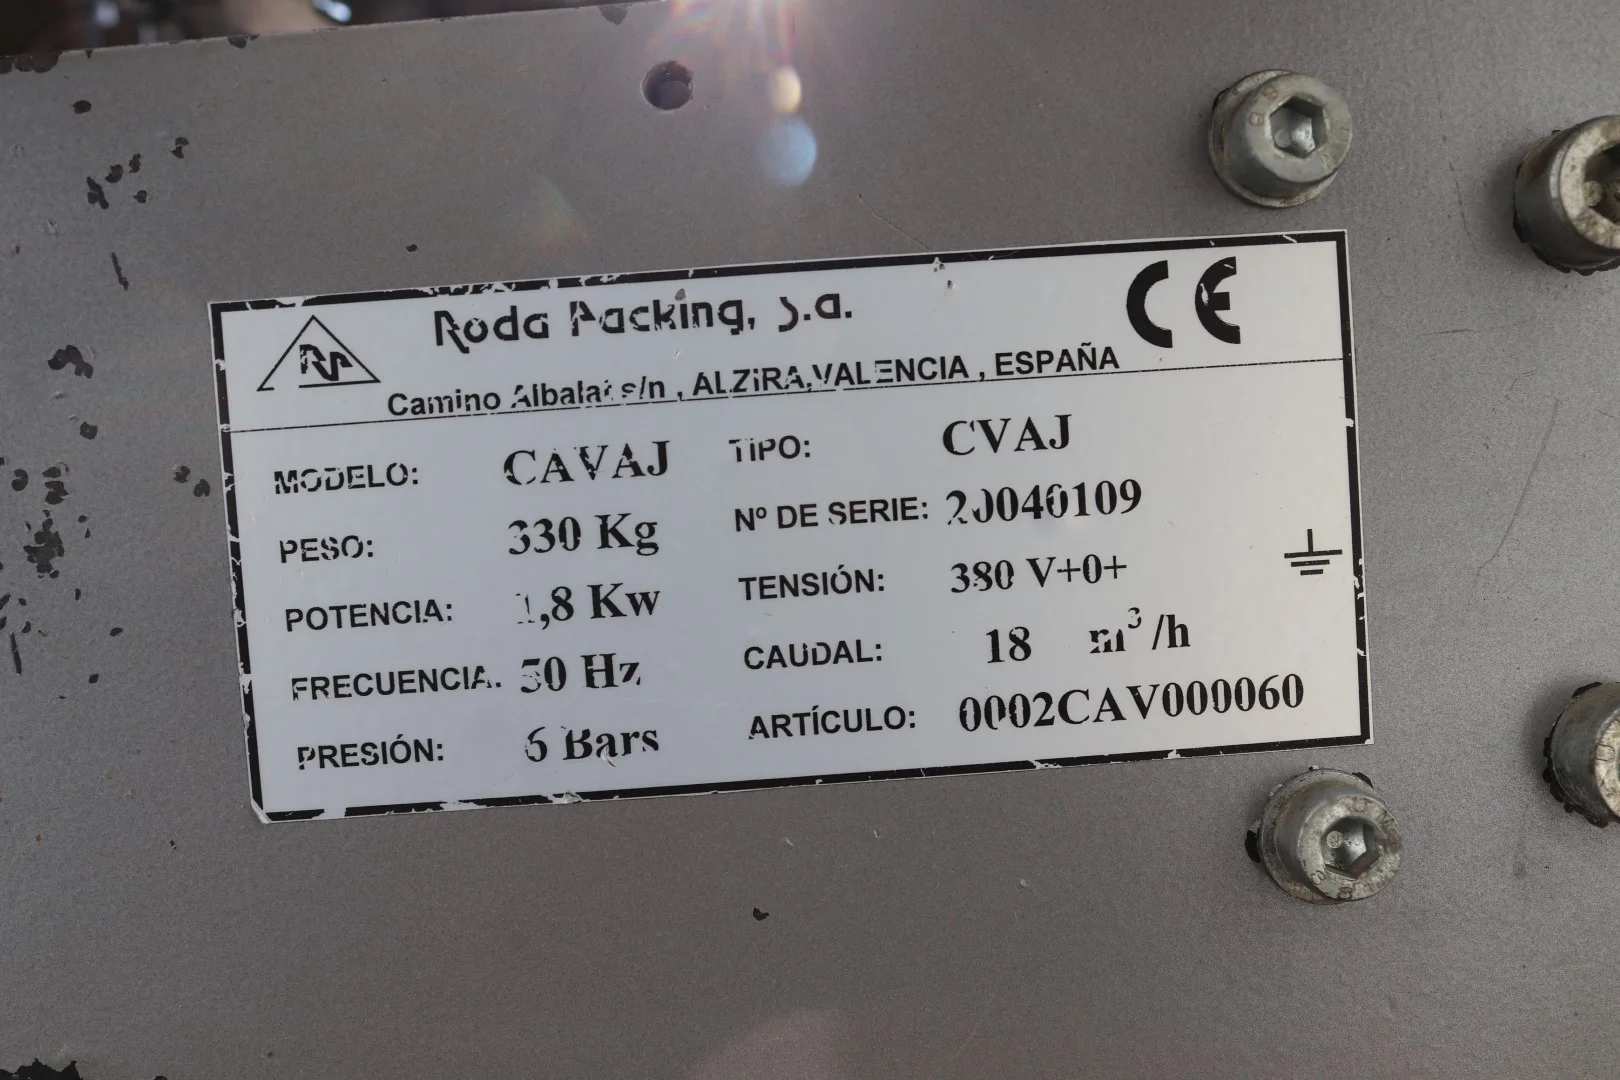 Roda Packing, s.a.
CE
Camino Albalat s/n , ALZIRA,VALENCIA , ESPAÑA
MODELO: CAVAJ TIPO: CVAJ
PESO: 330 Kg Nº DE SERIE: 20040109
POTENCIA: 1,8 Kw TENSIÓN: 380 V+0+
FRECUENCIA: 50 Hz CAUDAL: 18 m³/h
PRESIÓN: 6 Bars ARTÍCULO: 0002CAV000060